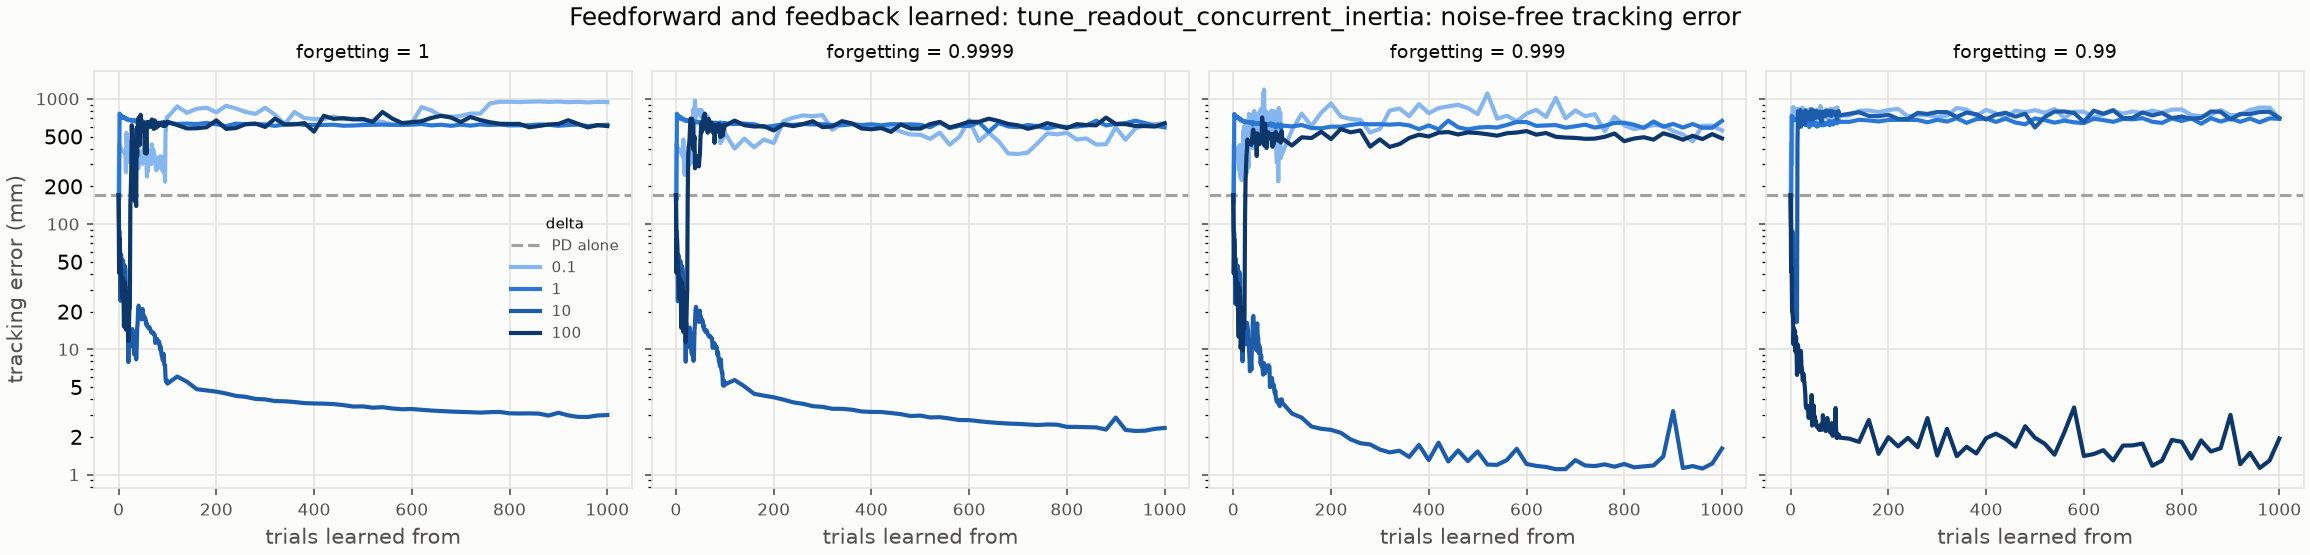 Feedforward and feedback learned: tune_readout_concurrent_inertia: noise-free tracking error
forgetting = 1
forgetting = 0.9999
forgetting = 0.999
forgetting = 0.99
tracking error (mm)
1000
500
200
100
50
20
10
5
2
1
delta
PD alone
0.1
1
10
100
0 200 400 600 800 1000
0 200 400 600 800 1000
0 200 400 600 800 1000
0 200 400 600 800 1000
trials learned from
trials learned from
trials learned from
trials learned from